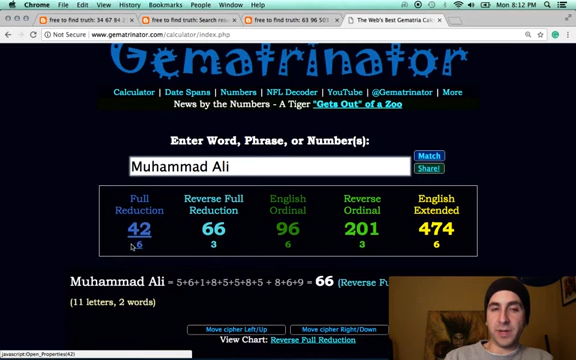 Chrome File Edit View History Bookmarks People Window Help Mon 8:12 PM
free to Find truth: 34 67 84 2 free to Find truth: Search resu free to Find truth: 63 96 503 The Web's Best Gematria Calc
www.gematrinator.com/calculator/index.php
Gematrinator
Calculator | Date Spans | Numbers | NFL Decoder | YouTube | @Gematrinator | More
News by the Numbers - A Tiger "Gets Out" of a Zoo
Enter Word, Phrase, or Number(s):
Muhammad Ali Match
Share!
Full Reduction Reverse Full Reduction English Ordinal Reverse Ordinal English Extended
42 66 96 201 474
6 3 6 3 6
Muhammad Ali = 5+6+1+8+5+5+8+5 + 8+6+9 = 66 (Reverse Fu
(11 letters, 2 words)
Move cipher Left/Up Move cipher Right/Down
View Chart: Reverse Full Reduction
javascript:Open_Properties(42)